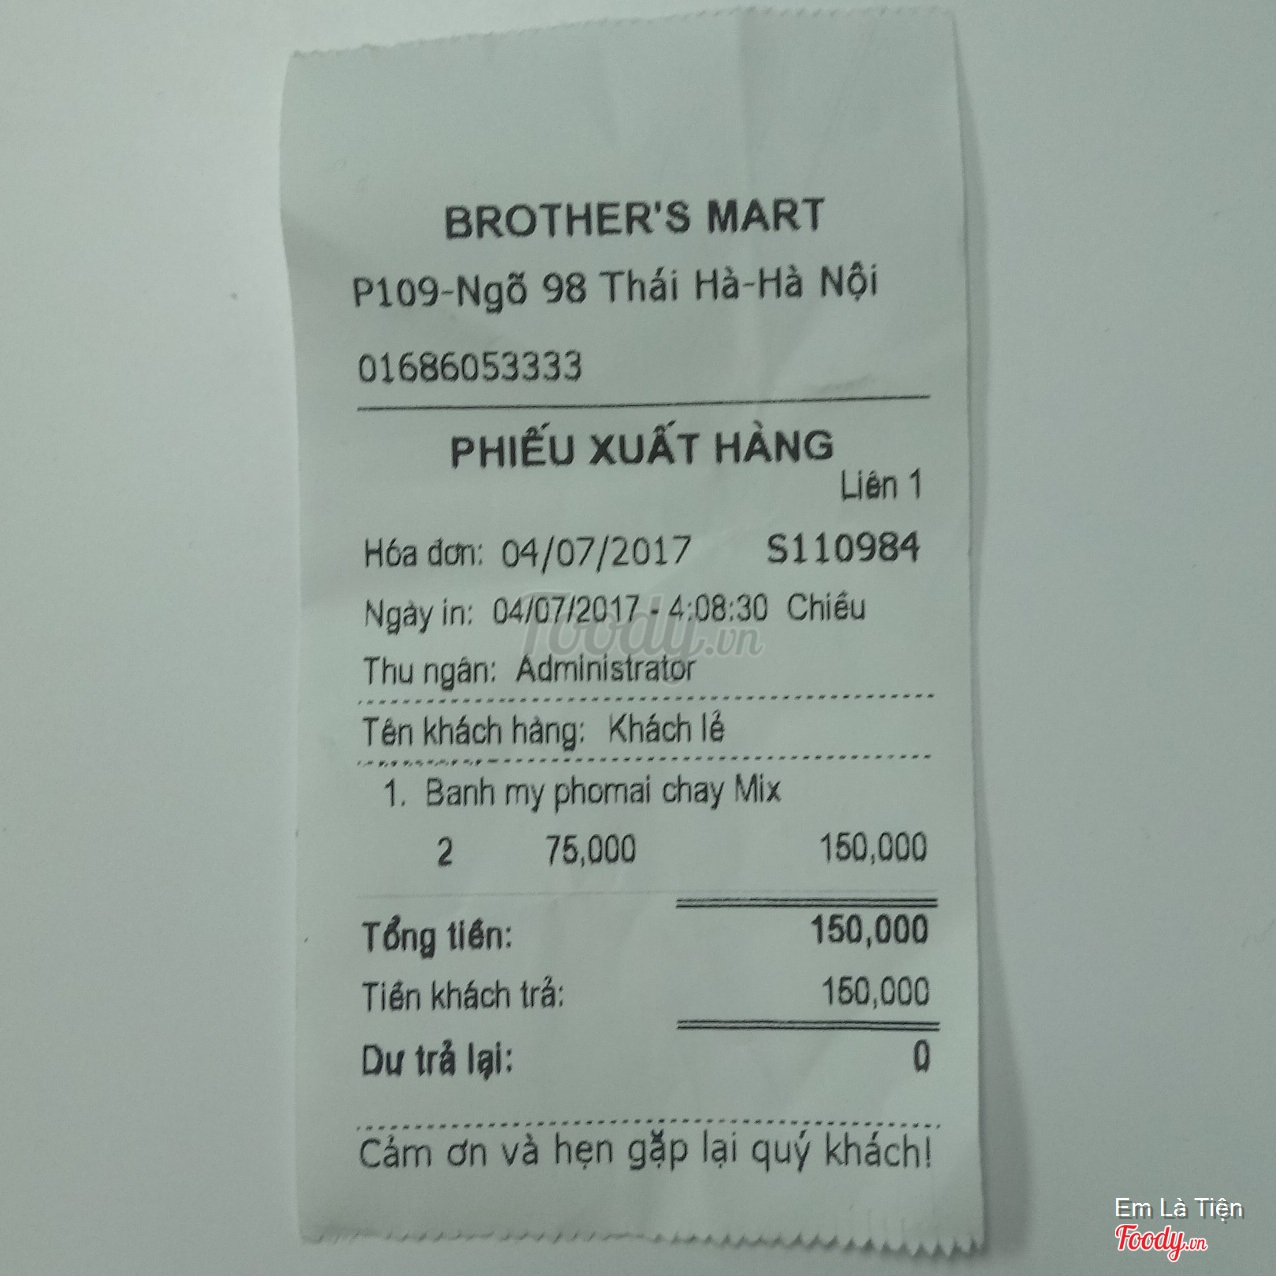 BROTHER'S MART
P109-Ngõ 98 Thái Hà-Hà Nội
01686053333
PHIẾU XUẤT HÀNG
Liên 1
Hóa đơn: 04/07/2017 S110984
Ngày in: 04/07/2017 - 4:08:30 Chiều
Foody.vn
Thu ngân: Administrator
Tên khách hàng: Khách lẻ
1. Banh my phomai chay Mix
2 75,000 150,000
Tổng tiền: 150,000
Tiền khách trả: 150,000
Dư trả lại: 0
Cảm ơn và hẹn gặp lại quý khách!
Em Là Tiện
Foody.vn